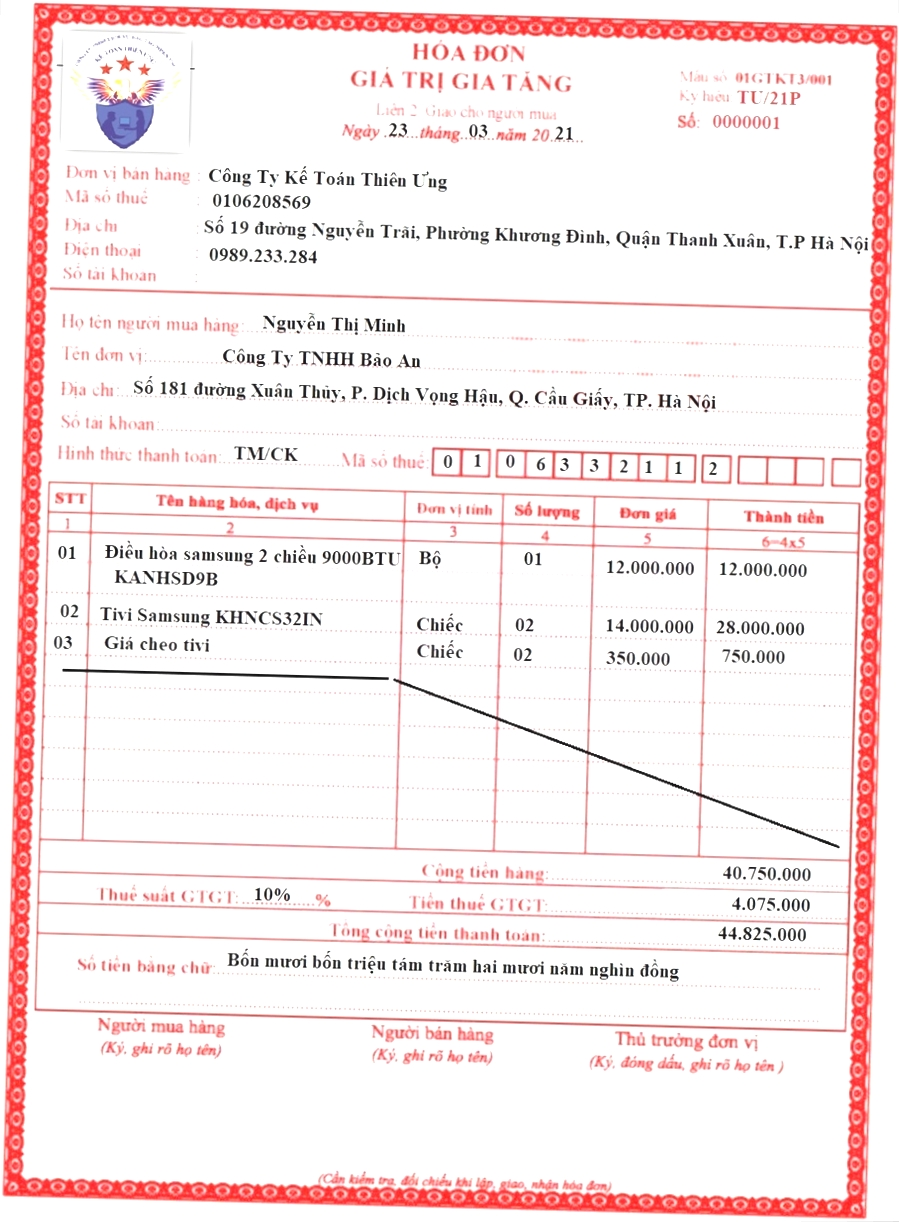 KẾ TOÁN THIÊN ƯNG
HÓA ĐƠN
GIÁ TRỊ GIA TĂNG
Liên 2 Giao cho người mua
Ngày 23 tháng 03 năm 20 21
Mẫu số 01GTKT3/001
Ký hiệu TU/21P
Số: 0000001
Đơn vị bán hàng : Công Ty Kế Toán Thiên Ưng
Mã số thuế : 0106208569
Địa chỉ : Số 19 đường Nguyễn Trãi, Phường Khương Đình, Quận Thanh Xuân, T.P Hà Nội
Điện thoại : 0989.233.284
Số tài khoản :
Họ tên người mua hàng: Nguyễn Thị Minh
Tên đơn vị: Công Ty TNHH Bảo An
Địa chỉ: Số 181 đường Xuân Thủy, P. Dịch Vọng Hậu, Q. Cầu Giấy, TP. Hà Nội
Số tài khoản:
Hình thức thanh toán: TM/CK Mã số thuế: 0 1 0 6 3 3 2 1 1 2
STT Tên hàng hóa, dịch vụ Đơn vị tính Số lượng Đơn giá Thành tiền
1 2 3 4 5 6=4x5
01 Điều hòa samsung 2 chiều 9000BTU Bộ 01 12.000.000 12.000.000
KANHSD9B
02 Tivi Samsung KHNCS32IN Chiếc 02 14.000.000 28.000.000
03 Giá cheo tivi Chiếc 02 350.000 750.000
Cộng tiền hàng: 40.750.000
Thuế suất GTGT: 10% % Tiền thuế GTGT: 4.075.000
Tổng cộng tiền thanh toán: 44.825.000
Số tiền bằng chữ: Bốn mươi bốn triệu tám trăm hai mươi năm nghìn đồng
Người mua hàng Người bán hàng Thủ trưởng đơn vị
(Ký, ghi rõ họ tên) (Ký, ghi rõ họ tên) (Ký, đóng dấu, ghi rõ họ tên )
(Cần kiểm tra, đối chiếu khi lập, giao, nhận hóa đơn)